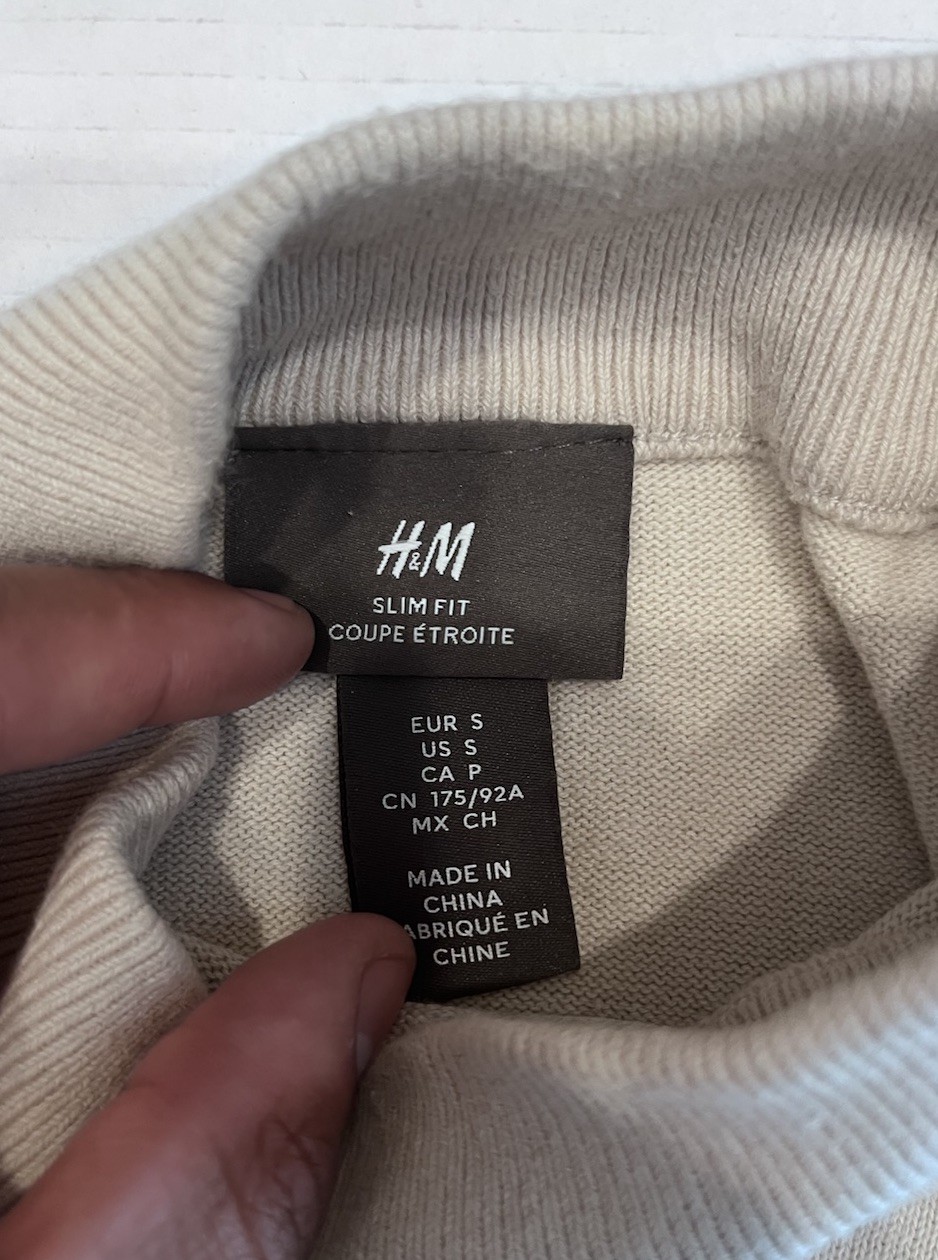 H&M
SLIM FIT
COUPE ÉTROITE
EUR S
US S
CA P
CN 175/92A
MX CH
MADE IN
CHINA
ABRIQUÉ EN
CHINE